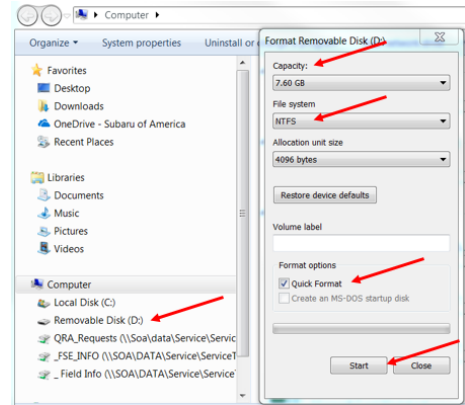 Computer
Organize
System properties
Uninstall or
Favorites
Desktop
Downloads
OneDrive - Subaru of America
Recent Places
Libraries
Documents
Music
Pictures
Videos
Computer
Local Disk (C:)
Removable Disk (D:)
QRA_Requests (\\Soa\data\Service\Servic
_FSE_INFO (\\SOA\DATA\Service\ServiceT
_ Field Info (\\SOA\DATA\Service\Service
Format Removable Disk (D:)
Capacity:
7.60 GB
File system
NTFS
Allocation unit size
4096 bytes
Restore device defaults
Volume label
Format options
Quick Format
Create an MS-DOS startup disk
Start
Close